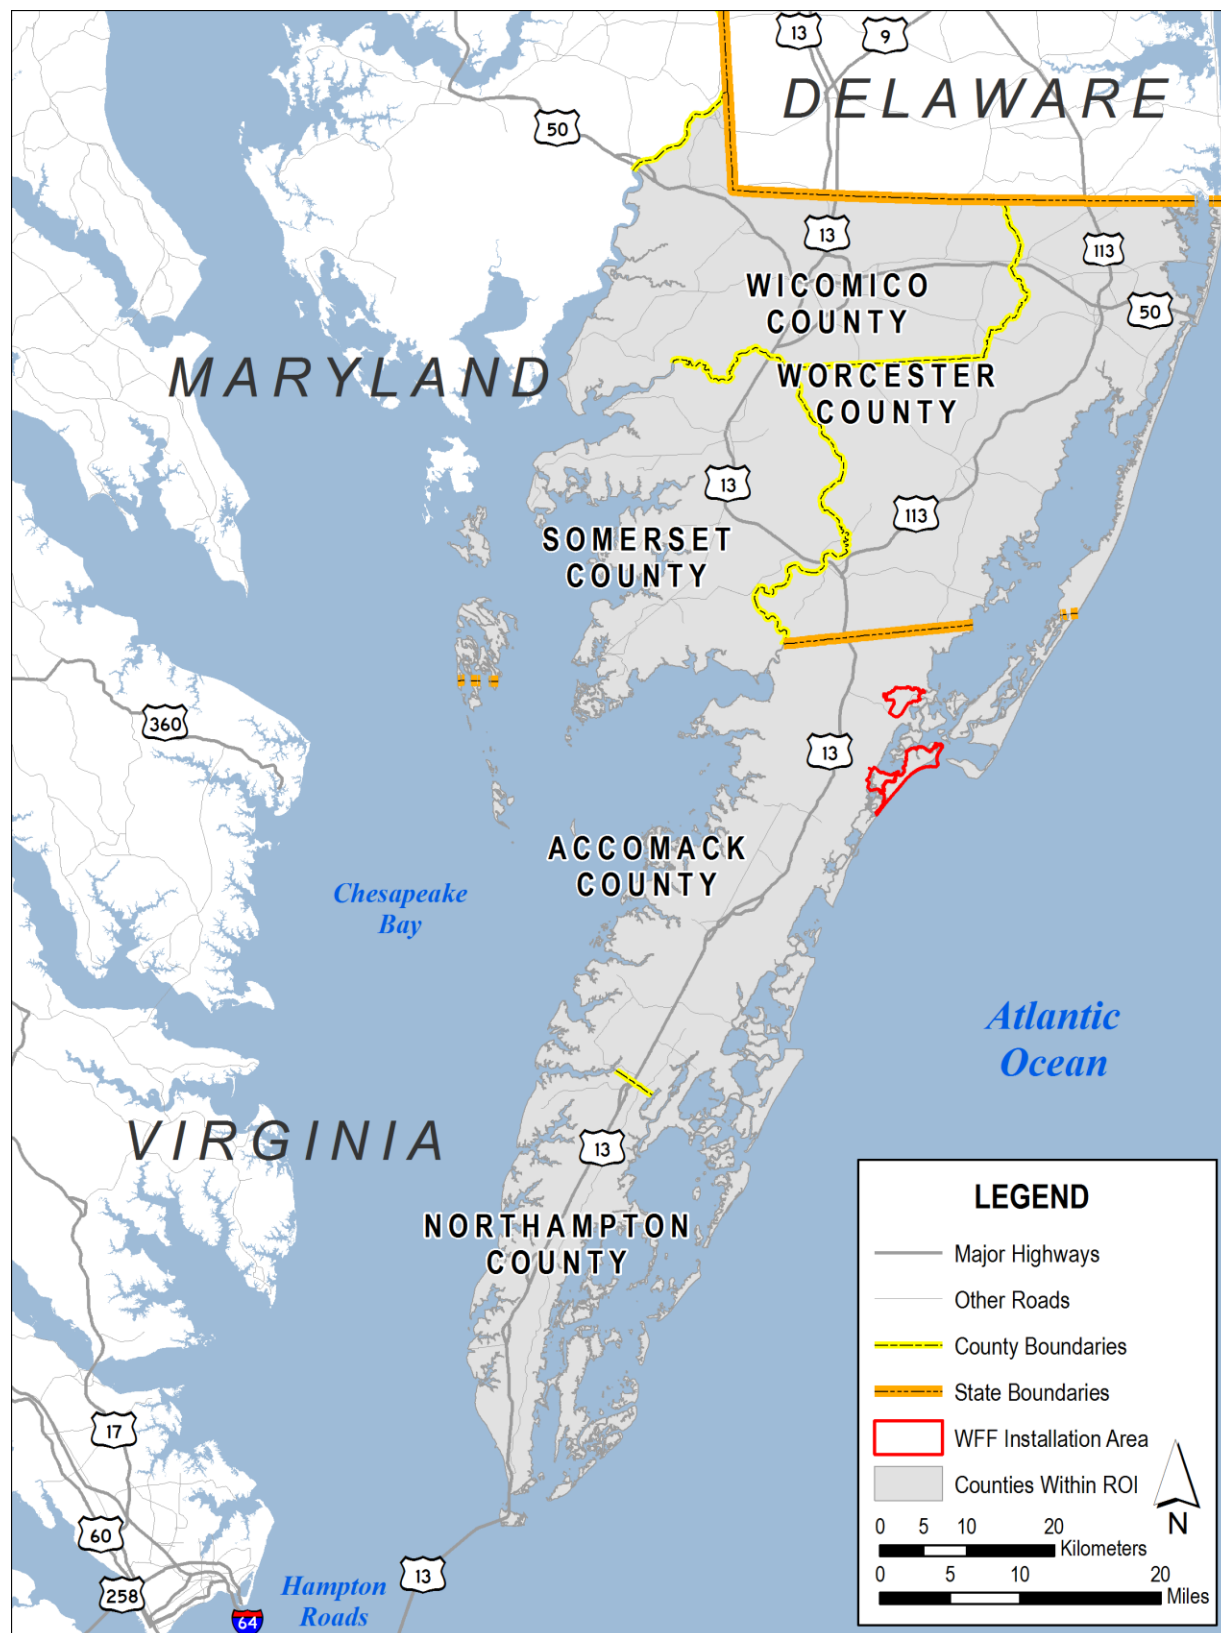 13
9
DELAWARE
50
13
113
WICOMICO
COUNTY
50
MARYLAND
WORCESTER
COUNTY
13
113
SOMERSET
COUNTY
360
13
ACCOMACK
COUNTY
Chesapeake
Bay
Atlantic
Ocean
VIRGINIA
13
NORTHAMPTON
COUNTY
17
60
258
64
Hampton
Roads
13
LEGEND
Major Highways
Other Roads
County Boundaries
State Boundaries
WFF Installation Area
Counties Within ROI
N
0 5 10 20
Kilometers
0 5 10 20
Miles